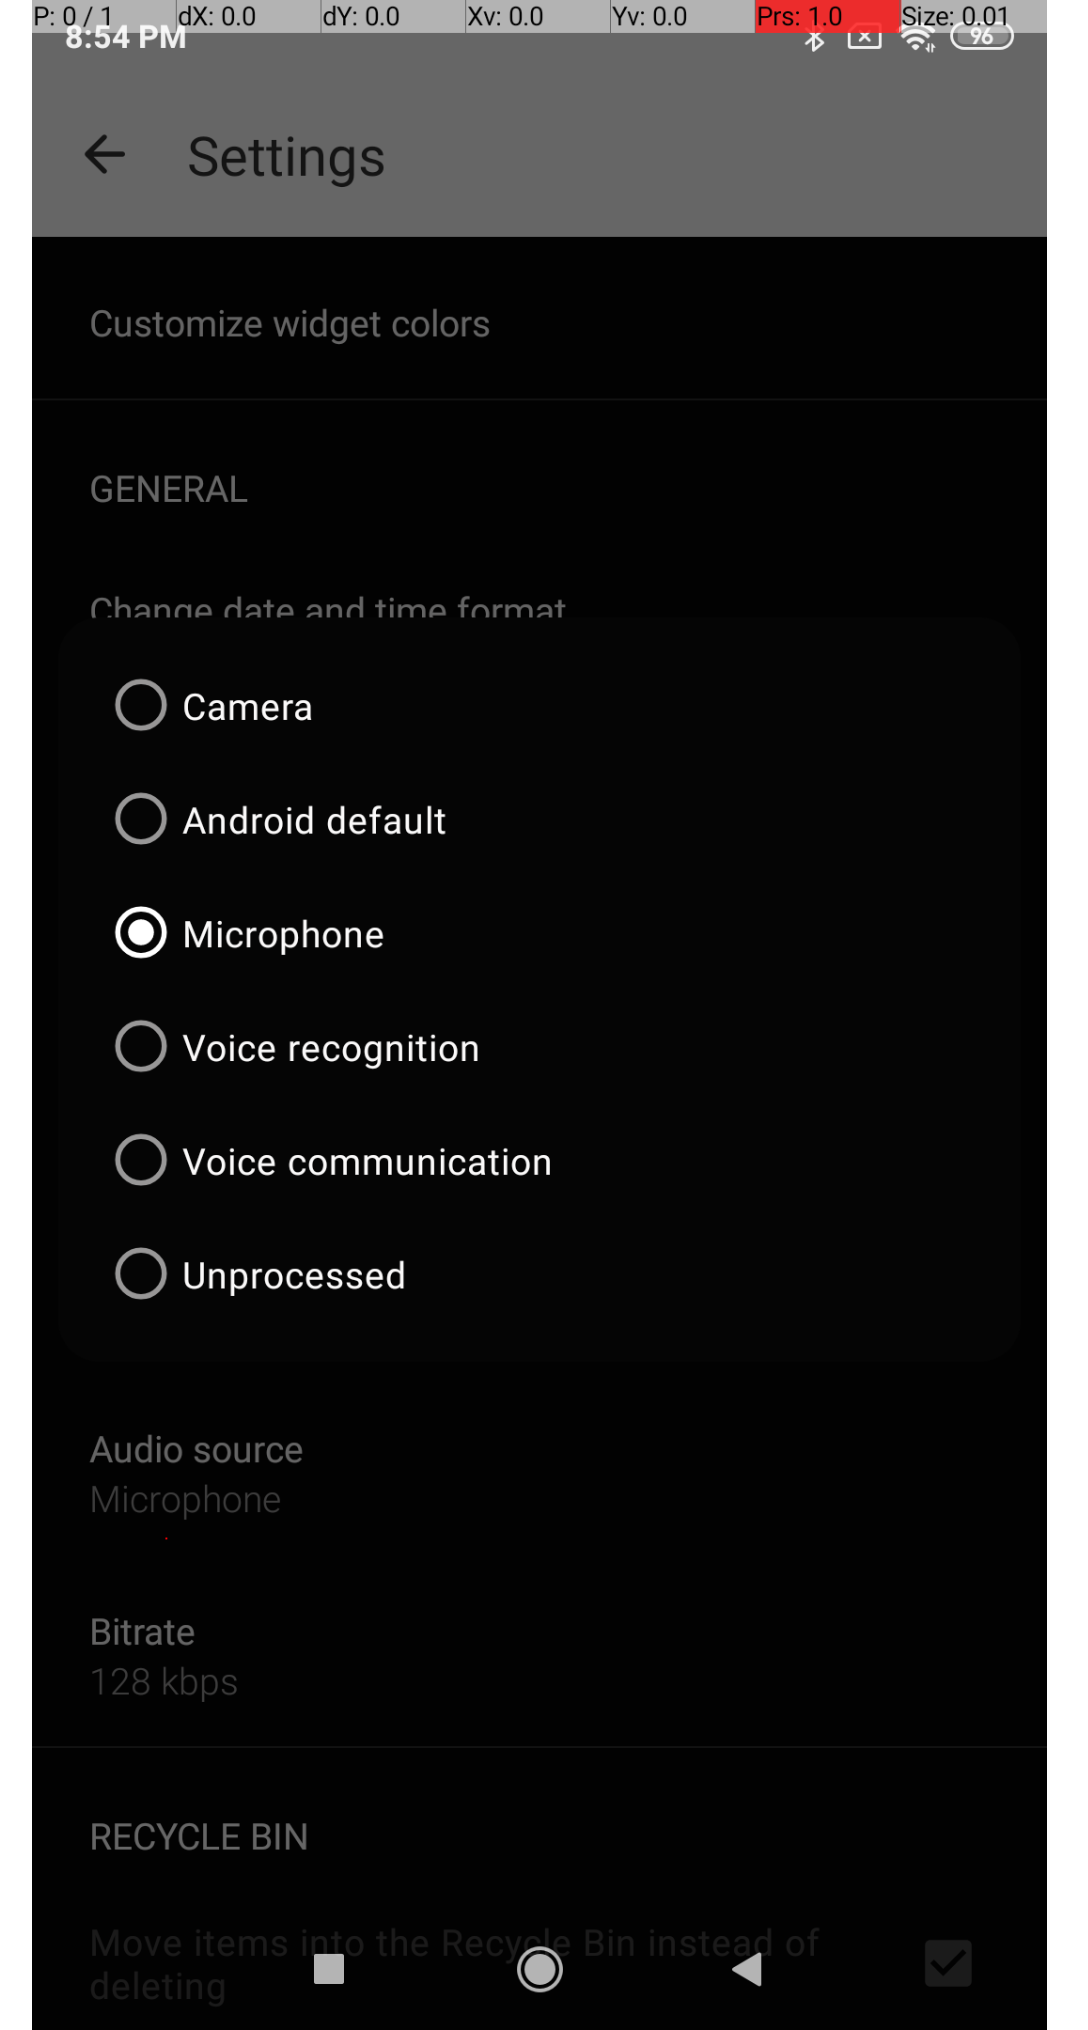 P: 0 / 1 dX: 0.0 dY: 0.0 Xv: 0.0 Yv: 0.0 Prs: 1.0 Size: 0.01
8:54 PM 96
Settings
Customize widget colors
GENERAL
Change date and time format
Camera
Android default
Microphone
Voice recognition
Voice communication
Unprocessed
Audio source
Microphone
Bitrate
128 kbps
RECYCLE BIN
Move items into the Recycle Bin instead of
deleting